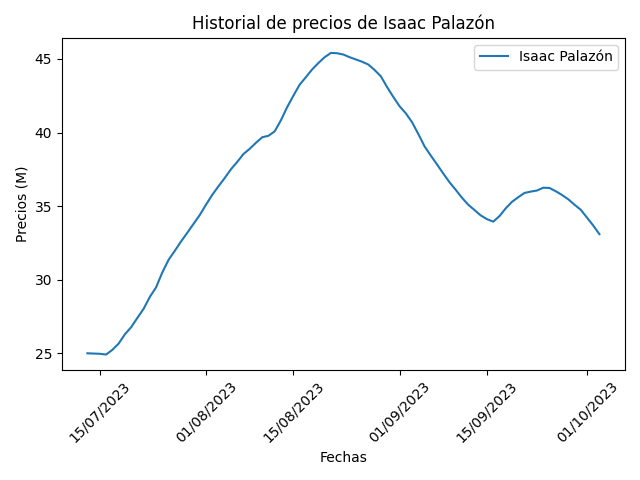 Historial de precios de Isaac Palazón
Isaac Palazón
Precios (M)
45
40
35
30
25
15/07/2023
01/08/2023
15/08/2023
01/09/2023
15/09/2023
01/10/2023
Fechas